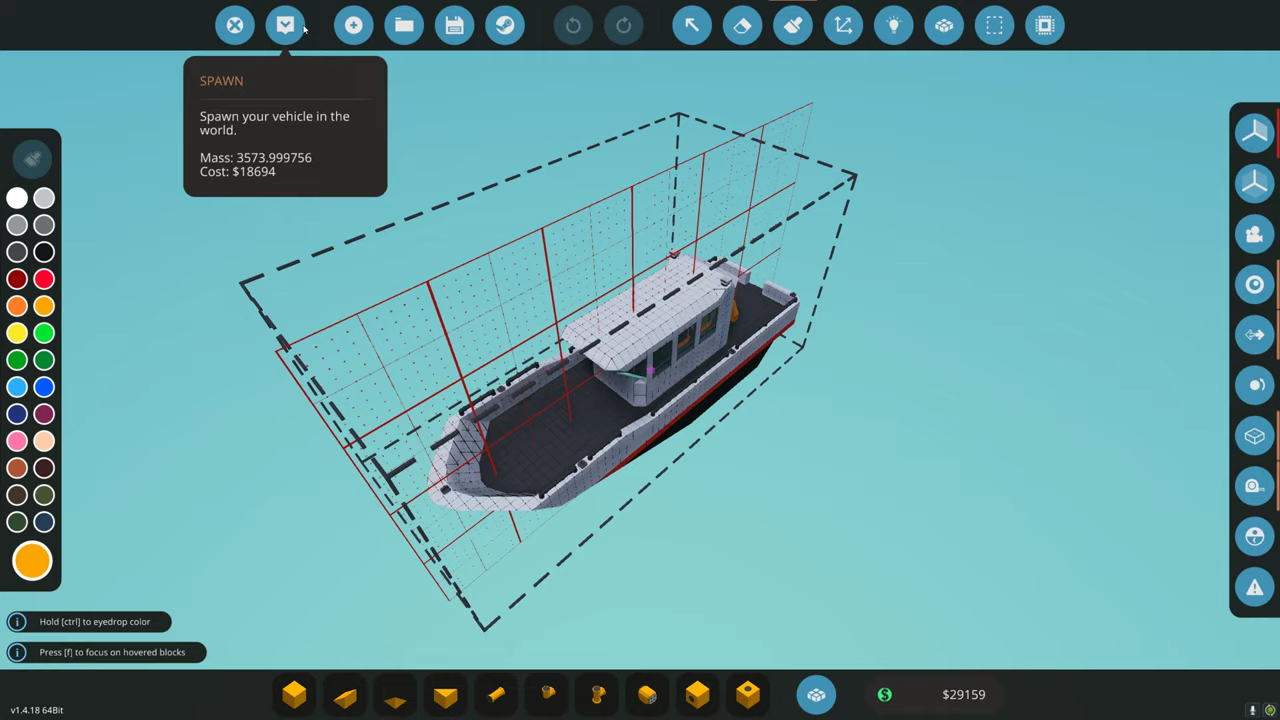 SPAWN
Spawn your vehicle in the
world.
Mass: 3573.999756
Cost: $18694
Hold [ctrl] to eyedrop color
Press [f] to focus on hovered blocks
$29159
v1.4.18 64Bit